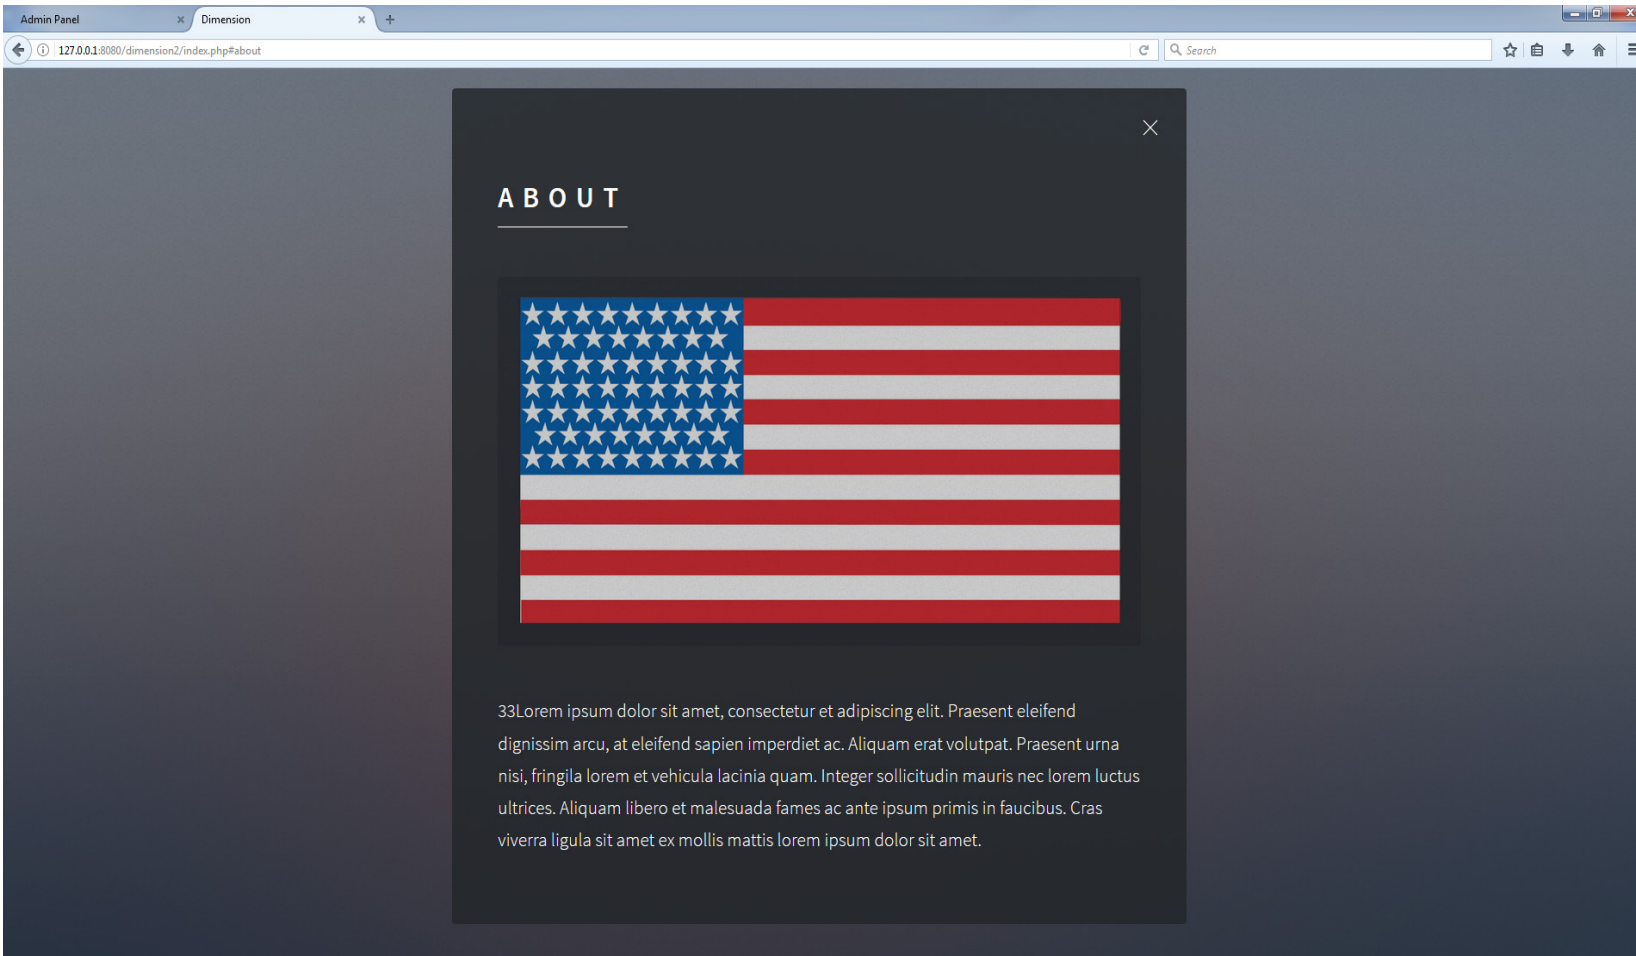 Admin Panel
Dimension
127.0.0.1:8080/dimension2/index.php#about
Search
ABOUT
33Lorem ipsum dolor sit amet, consectetur et adipiscing elit. Praesent eleifend
dignissim arcu, at eleifend sapien imperdiet ac. Aliquam erat volutpat. Praesent urna
nisi, fringila lorem et vehicula lacinia quam. Integer sollicitudin mauris nec lorem luctus
ultrices. Aliquam libero et malesuada fames ac ante ipsum primis in faucibus. Cras
viverra ligula sit amet ex mollis mattis lorem ipsum dolor sit amet.